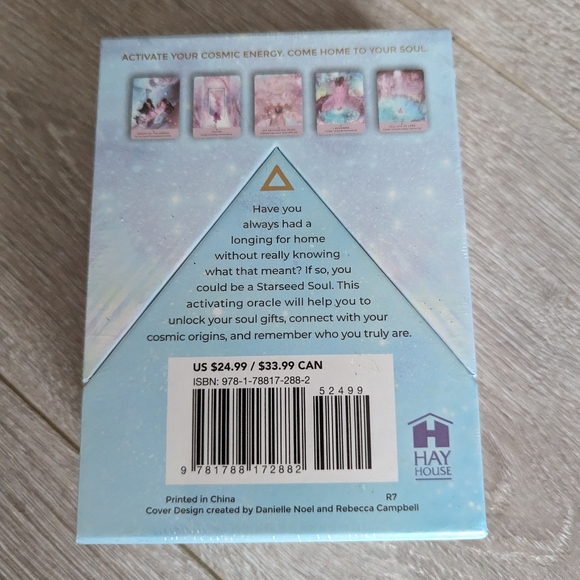 ACTIVATE YOUR COSMIC ENERGY. COME HOME TO YOUR SOUL.
Have you
always had a
longing for home
without really knowing
what that meant? If so, you
could be a Starseed Soul. This
activating oracle will help you to
unlock your soul gifts, connect with your
cosmic origins, and remember who you truly are.
US $24.99 / $33.99 CAN
ISBN: 978-1-78817-288-2
52499
9 781788 172882
HAY
HOUSE
Printed in China R7
Cover Design created by Danielle Noel and Rebecca Campbell